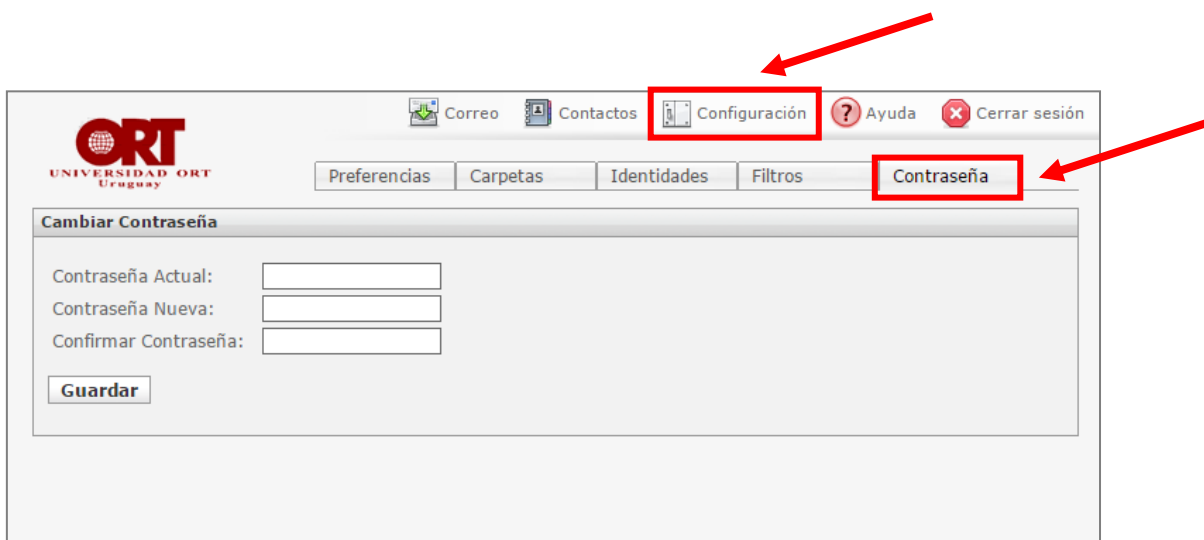 Correo Contactos Configuración ? Ayuda Cerrar sesión
ORT
UNIVERSIDAD ORT
Uruguay
Preferencias Carpetas Identidades Filtros Contraseña
Cambiar Contraseña
Contraseña Actual:
Contraseña Nueva:
Confirmar Contraseña:
Guardar